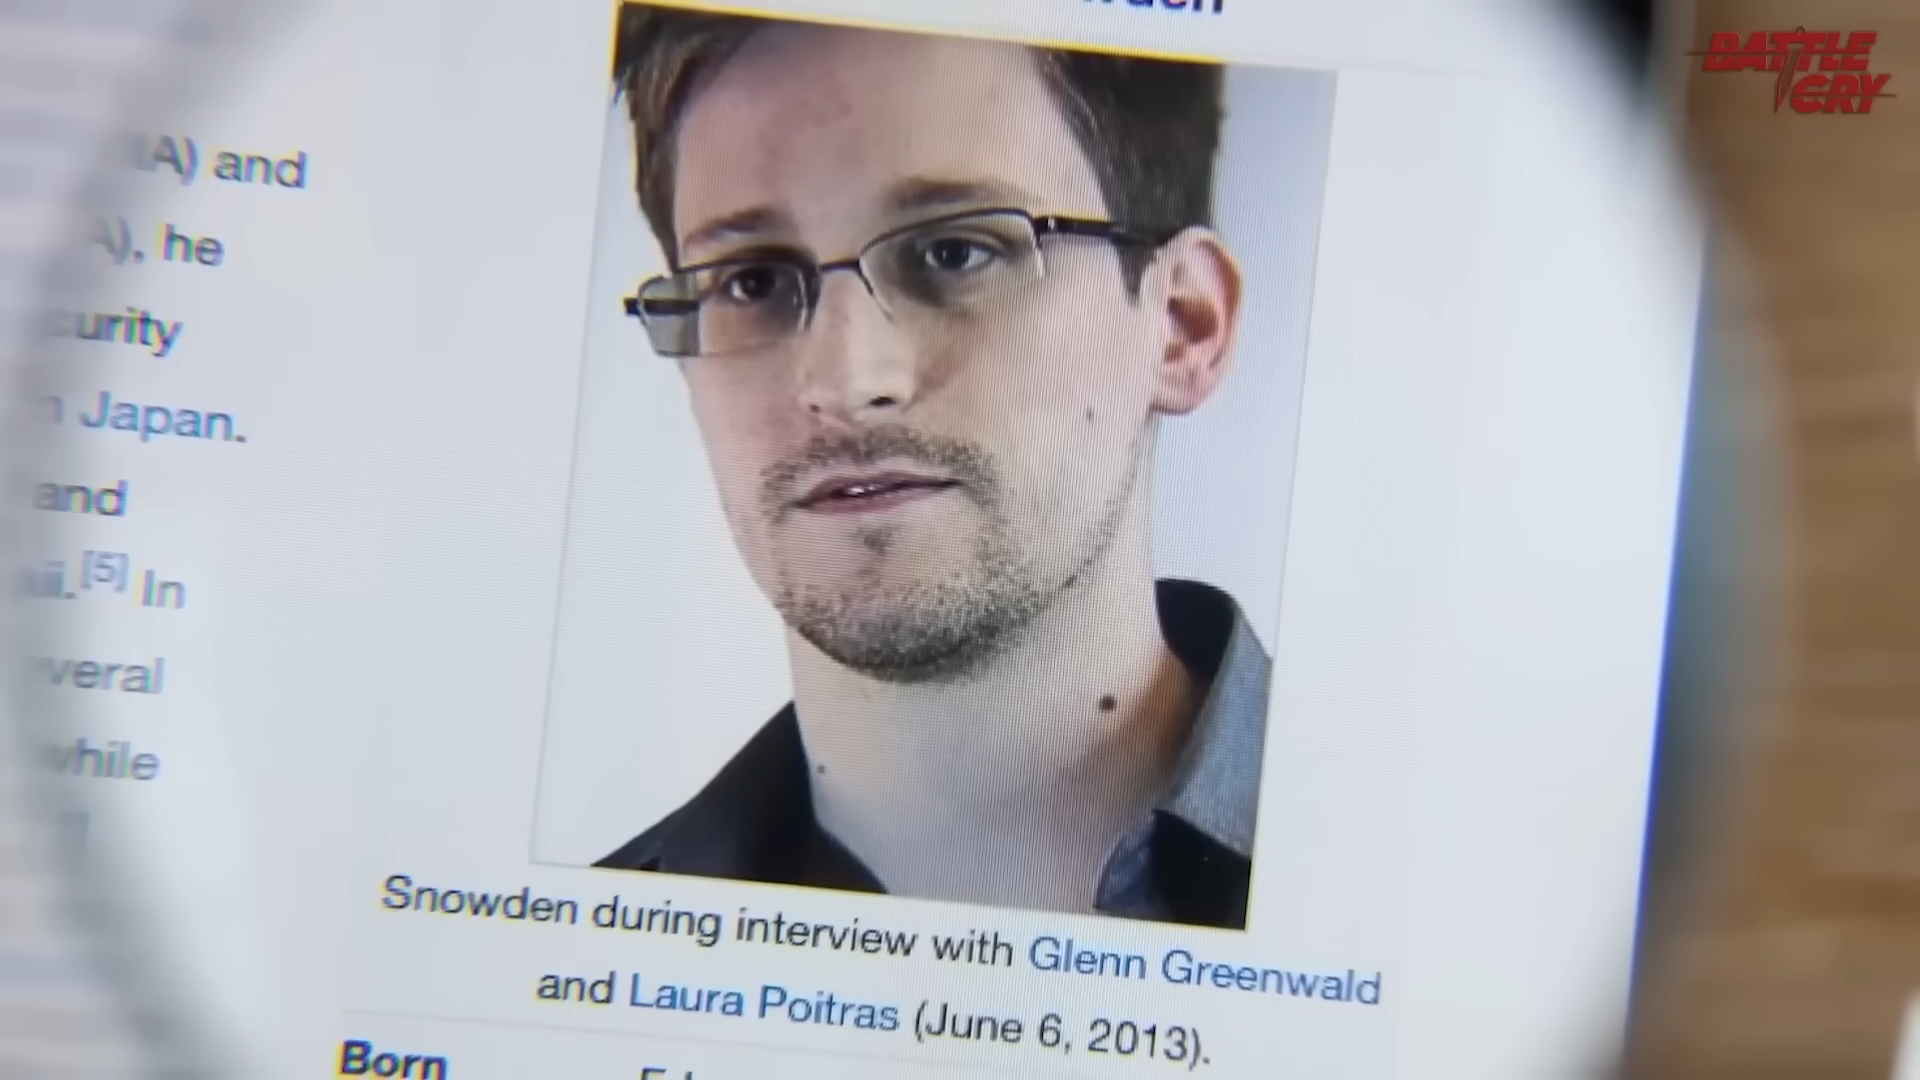 BATTLE
CRY
and
, he
urity
Japan.
and
[5] In
veral
while
Snowden during interview with Glenn Greenwald
and Laura Poitras (June 6, 2013).
Born